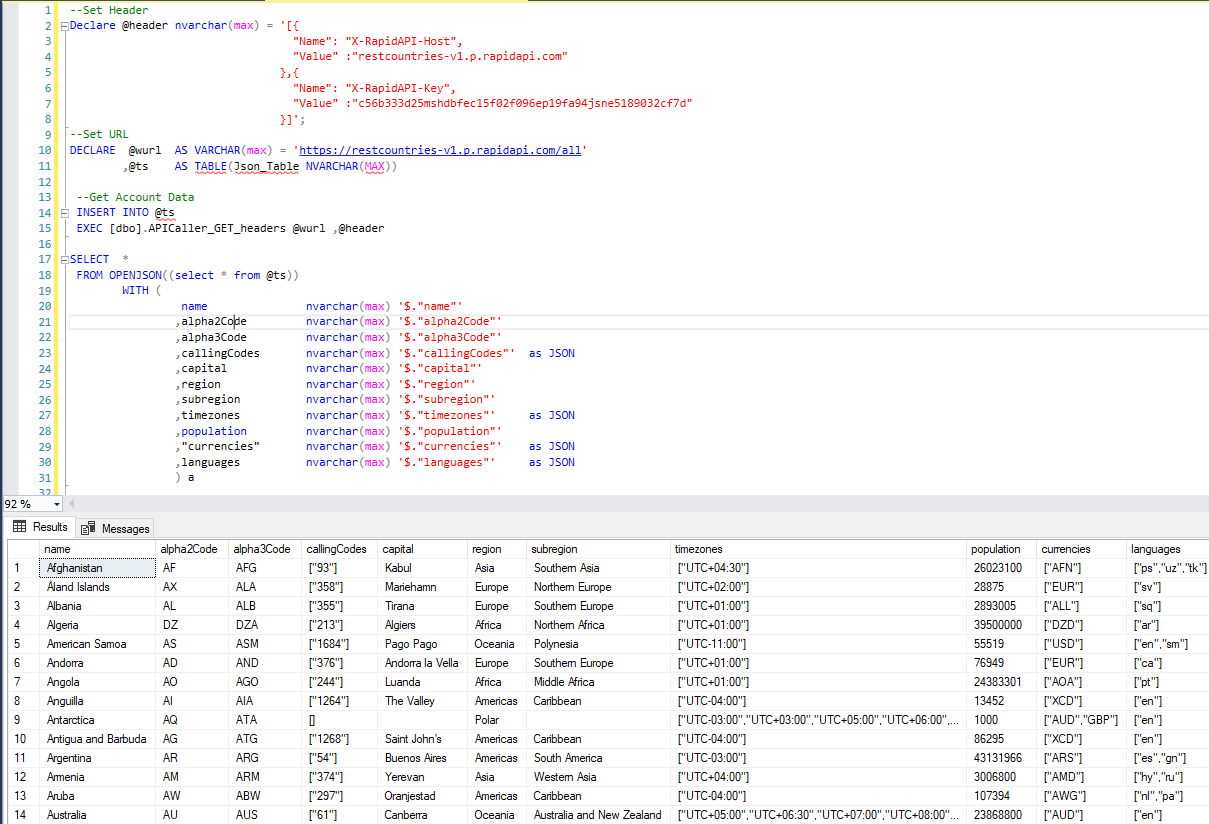 1 --Set Header
2 Declare @header nvarchar(max) = '[{
3 "Name": "X-RapidAPI-Host",
4 "Value" :"restcountries-v1.p.rapidapi.com"
5 },{
6 "Name": "X-RapidAPI-Key",
7 "Value" :"c56b333d25mshdbfec15f02f096ep19fa94jsne5189032cf7d"
8 }]';
9 --Set URL
10 DECLARE @wurl AS VARCHAR(max) = 'https://restcountries-v1.p.rapidapi.com/all'
11 ,@ts AS TABLE(Json_Table NVARCHAR(MAX))
12
13 --Get Account Data
14 INSERT INTO @ts
15 EXEC [dbo].APICaller_GET_headers @wurl ,@header
16
17 SELECT *
18 FROM OPENJSON((select * from @ts))
19 WITH (
20 name nvarchar(max) '$."name"'
21 ,alpha2Code nvarchar(max) '$."alpha2Code"'
22 ,alpha3Code nvarchar(max) '$."alpha3Code"'
23 ,callingCodes nvarchar(max) '$."callingCodes"' as JSON
24 ,capital nvarchar(max) '$."capital"'
25 ,region nvarchar(max) '$."region"'
26 ,subregion nvarchar(max) '$."subregion"'
27 ,timezones nvarchar(max) '$."timezones"' as JSON
28 ,population nvarchar(max) '$."population"'
29 ,"currencies" nvarchar(max) '$."currencies"' as JSON
30 ,languages nvarchar(max) '$."languages"' as JSON
31 ) a
32
92 %
Results Messages
name alpha2Code alpha3Code callingCodes capital region subregion timezones population currencies languages
1 Afghanistan AF AFG ["93"] Kabul Asia Southern Asia ["UTC+04:30"] 26023100 ["AFN"] ["ps","uz","tk"]
2 Åland Islands AX ALA ["358"] Mariehamn Europe Northern Europe ["UTC+02:00"] 28875 ["EUR"] ["sv"]
3 Albania AL ALB ["355"] Tirana Europe Southern Europe ["UTC+01:00"] 2893005 ["ALL"] ["sq"]
4 Algeria DZ DZA ["213"] Algiers Africa Northern Africa ["UTC+01:00"] 39500000 ["DZD"] ["ar"]
5 American Samoa AS ASM ["1684"] Pago Pago Oceania Polynesia ["UTC-11:00"] 55519 ["USD"] ["en","sm"]
6 Andorra AD AND ["376"] Andorra la Vella Europe Southern Europe ["UTC+01:00"] 76949 ["EUR"] ["ca"]
7 Angola AO AGO ["244"] Luanda Africa Middle Africa ["UTC+01:00"] 24383301 ["AOA"] ["pt"]
8 Anguilla AI AIA ["1264"] The Valley Americas Caribbean ["UTC-04:00"] 13452 ["XCD"] ["en"]
9 Antarctica AQ ATA [] Polar ["UTC-03:00","UTC+03:00","UTC+05:00","UTC+06:00",... 1000 ["AUD","GBP"] ["en"]
10 Antigua and Barbuda AG ATG ["1268"] Saint John's Americas Caribbean ["UTC-04:00"] 86295 ["XCD"] ["en"]
11 Argentina AR ARG ["54"] Buenos Aires Americas South America ["UTC-03:00"] 43131966 ["ARS"] ["es","gn"]
12 Armenia AM ARM ["374"] Yerevan Asia Western Asia ["UTC+04:00"] 3006800 ["AMD"] ["hy","ru"]
13 Aruba AW ABW ["297"] Oranjestad Americas Caribbean ["UTC-04:00"] 107394 ["AWG"] ["nl","pa"]
14 Australia AU AUS ["61"] Canberra Oceania Australia and New Zealand ["UTC+05:00","UTC+06:30","UTC+07:00","UTC+08:00"... 23868800 ["AUD"] ["en"]